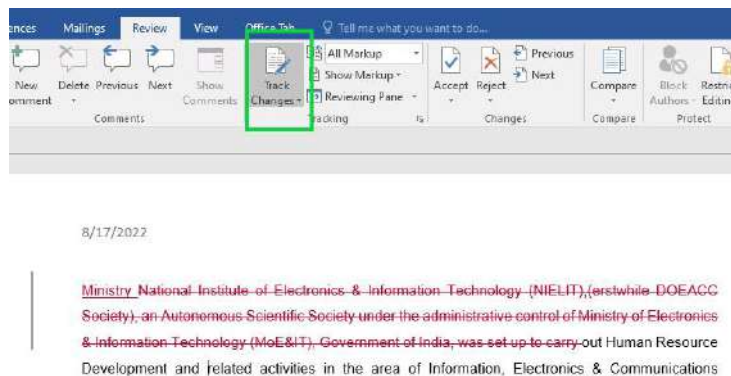 ences Mailings Review View Office Tab Tell me what you want to do...
New Delete Previous Next Show Track All Markup Accept Reject Previous Compare Block Restric
omment Comments Changes Show Markup Next Authors Editing
Reviewing Pane
Comments Tracking Changes Compare Protect
8/17/2022
Ministry National Institute of Electronics & Information Technology (NIELIT),(erstwhile DOEACC
Society), an Autonomous Scientific Society under the administrative control of Ministry of Electronics
& Information Technology (MoE&IT), Government of India, was set up to carry out Human Resource
Development and related activities in the area of Information, Electronics & Communications